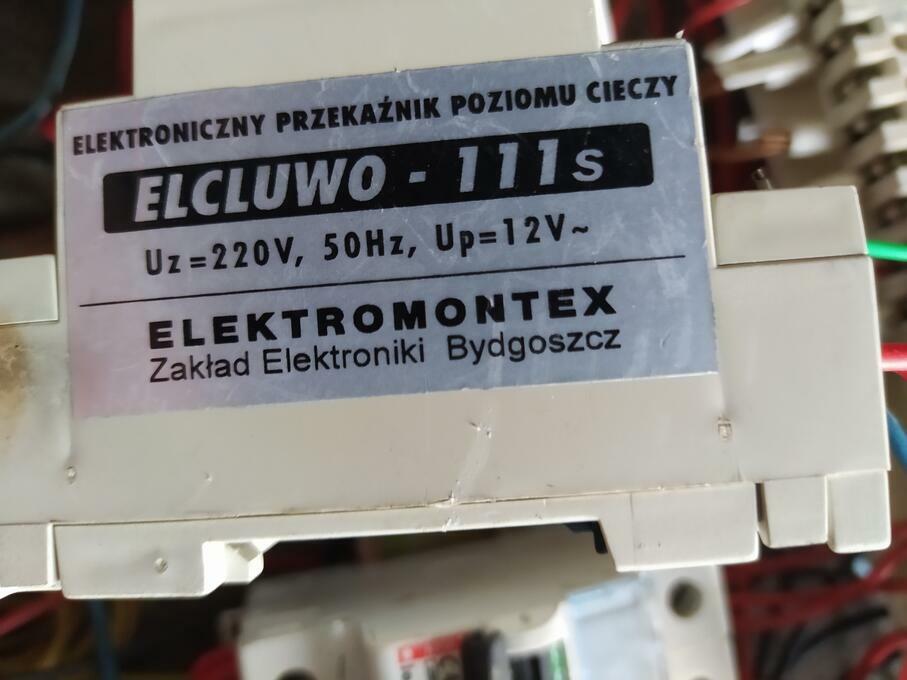 ELEKTRONICZNY PRZEKAŹNIK POZIOMU CIECZY
ELCLUWO - 111s
Uz=220V, 50Hz, Up=12V~
ELEKTROMONTEX
Zakład Elektroniki Bydgoszcz